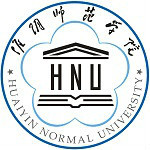 淮阴师范学院
HNU
HUAIYIN NORMAL UNIVERSITY